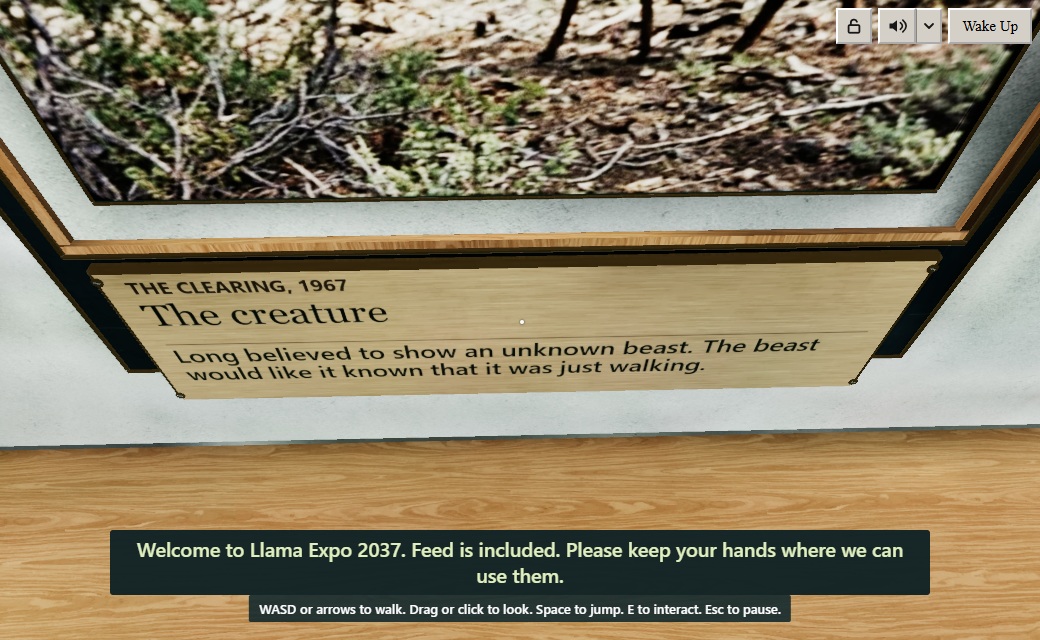 Wake Up
THE CLEARING, 1967
The creature
Long believed to show an unknown beast. The beast
would like it known that it was just walking.
Welcome to Llama Expo 2037. Feed is included. Please keep your hands where we can
use them.
WASD or arrows to walk. Drag or click to look. Space to jump. E to interact. Esc to pause.